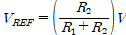 V_REF = (R_2 / (R_1 + R_2)) V